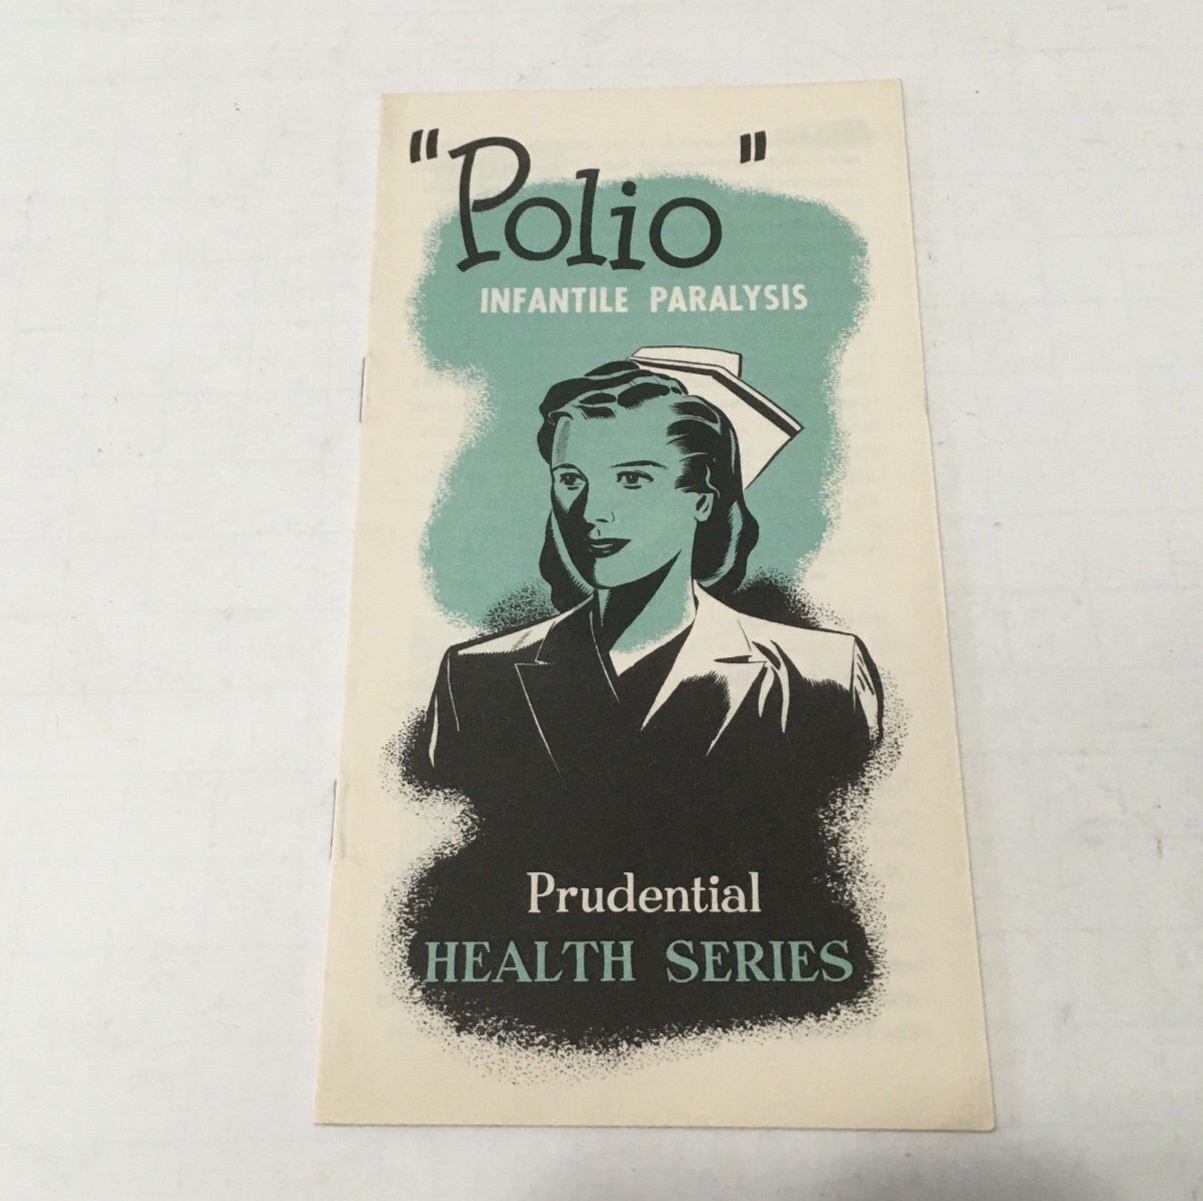 "Polio"
INFANTILE PARALYSIS
Prudential
HEALTH SERIES